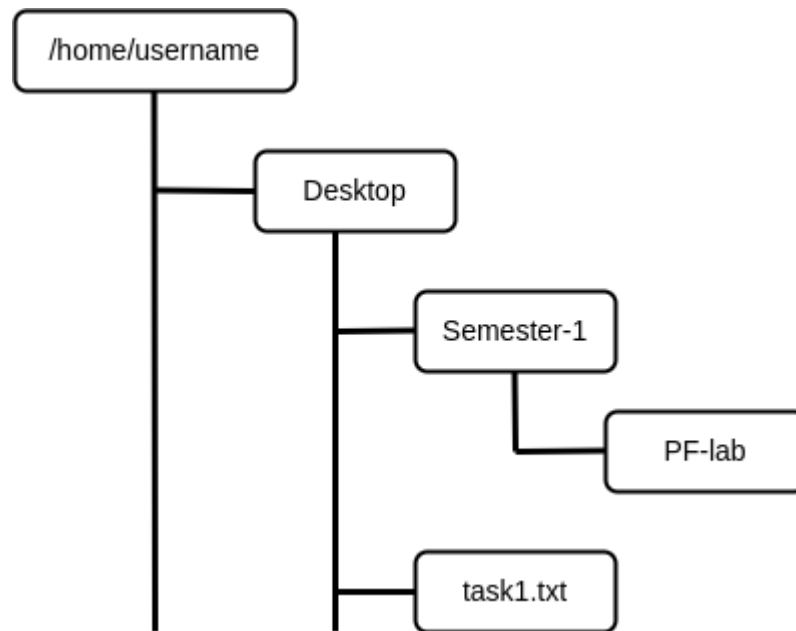 /home/username
Desktop
Semester-1
PF-lab
task1.txt